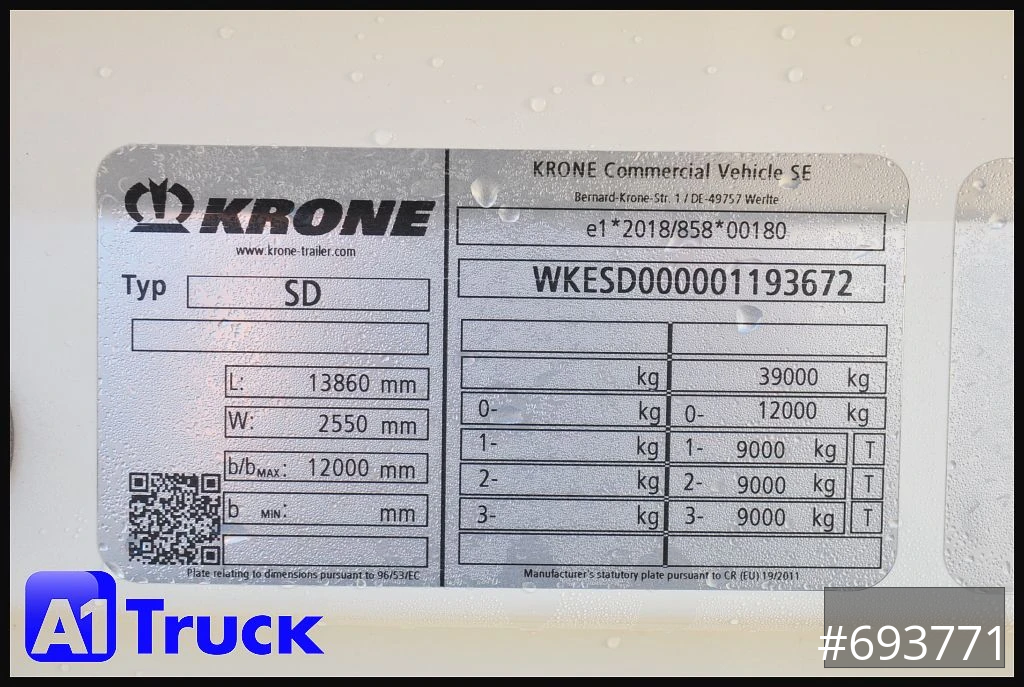 KRONE
www.krone-trailer.com
Typ SD
L: 13860 mm
W: 2550 mm
b/bMAX: 12000 mm
b MIN: mm
Plate relating to dimensions pursuant to 96/53/EC
KRONE Commercial Vehicle SE
Bernard-Krone-Str. 1 / DE-49757 Werlte
e1*2018/858*00180
WKESD000001193672
kg 39000 kg
0- kg 0- 12000 kg
1- kg 1- 9000 kg T
2- kg 2- 9000 kg T
3- kg 3- 9000 kg T
Manufacturer's statutory plate pursuant to CR (EU) 19/2011
A1 Truck
#693771